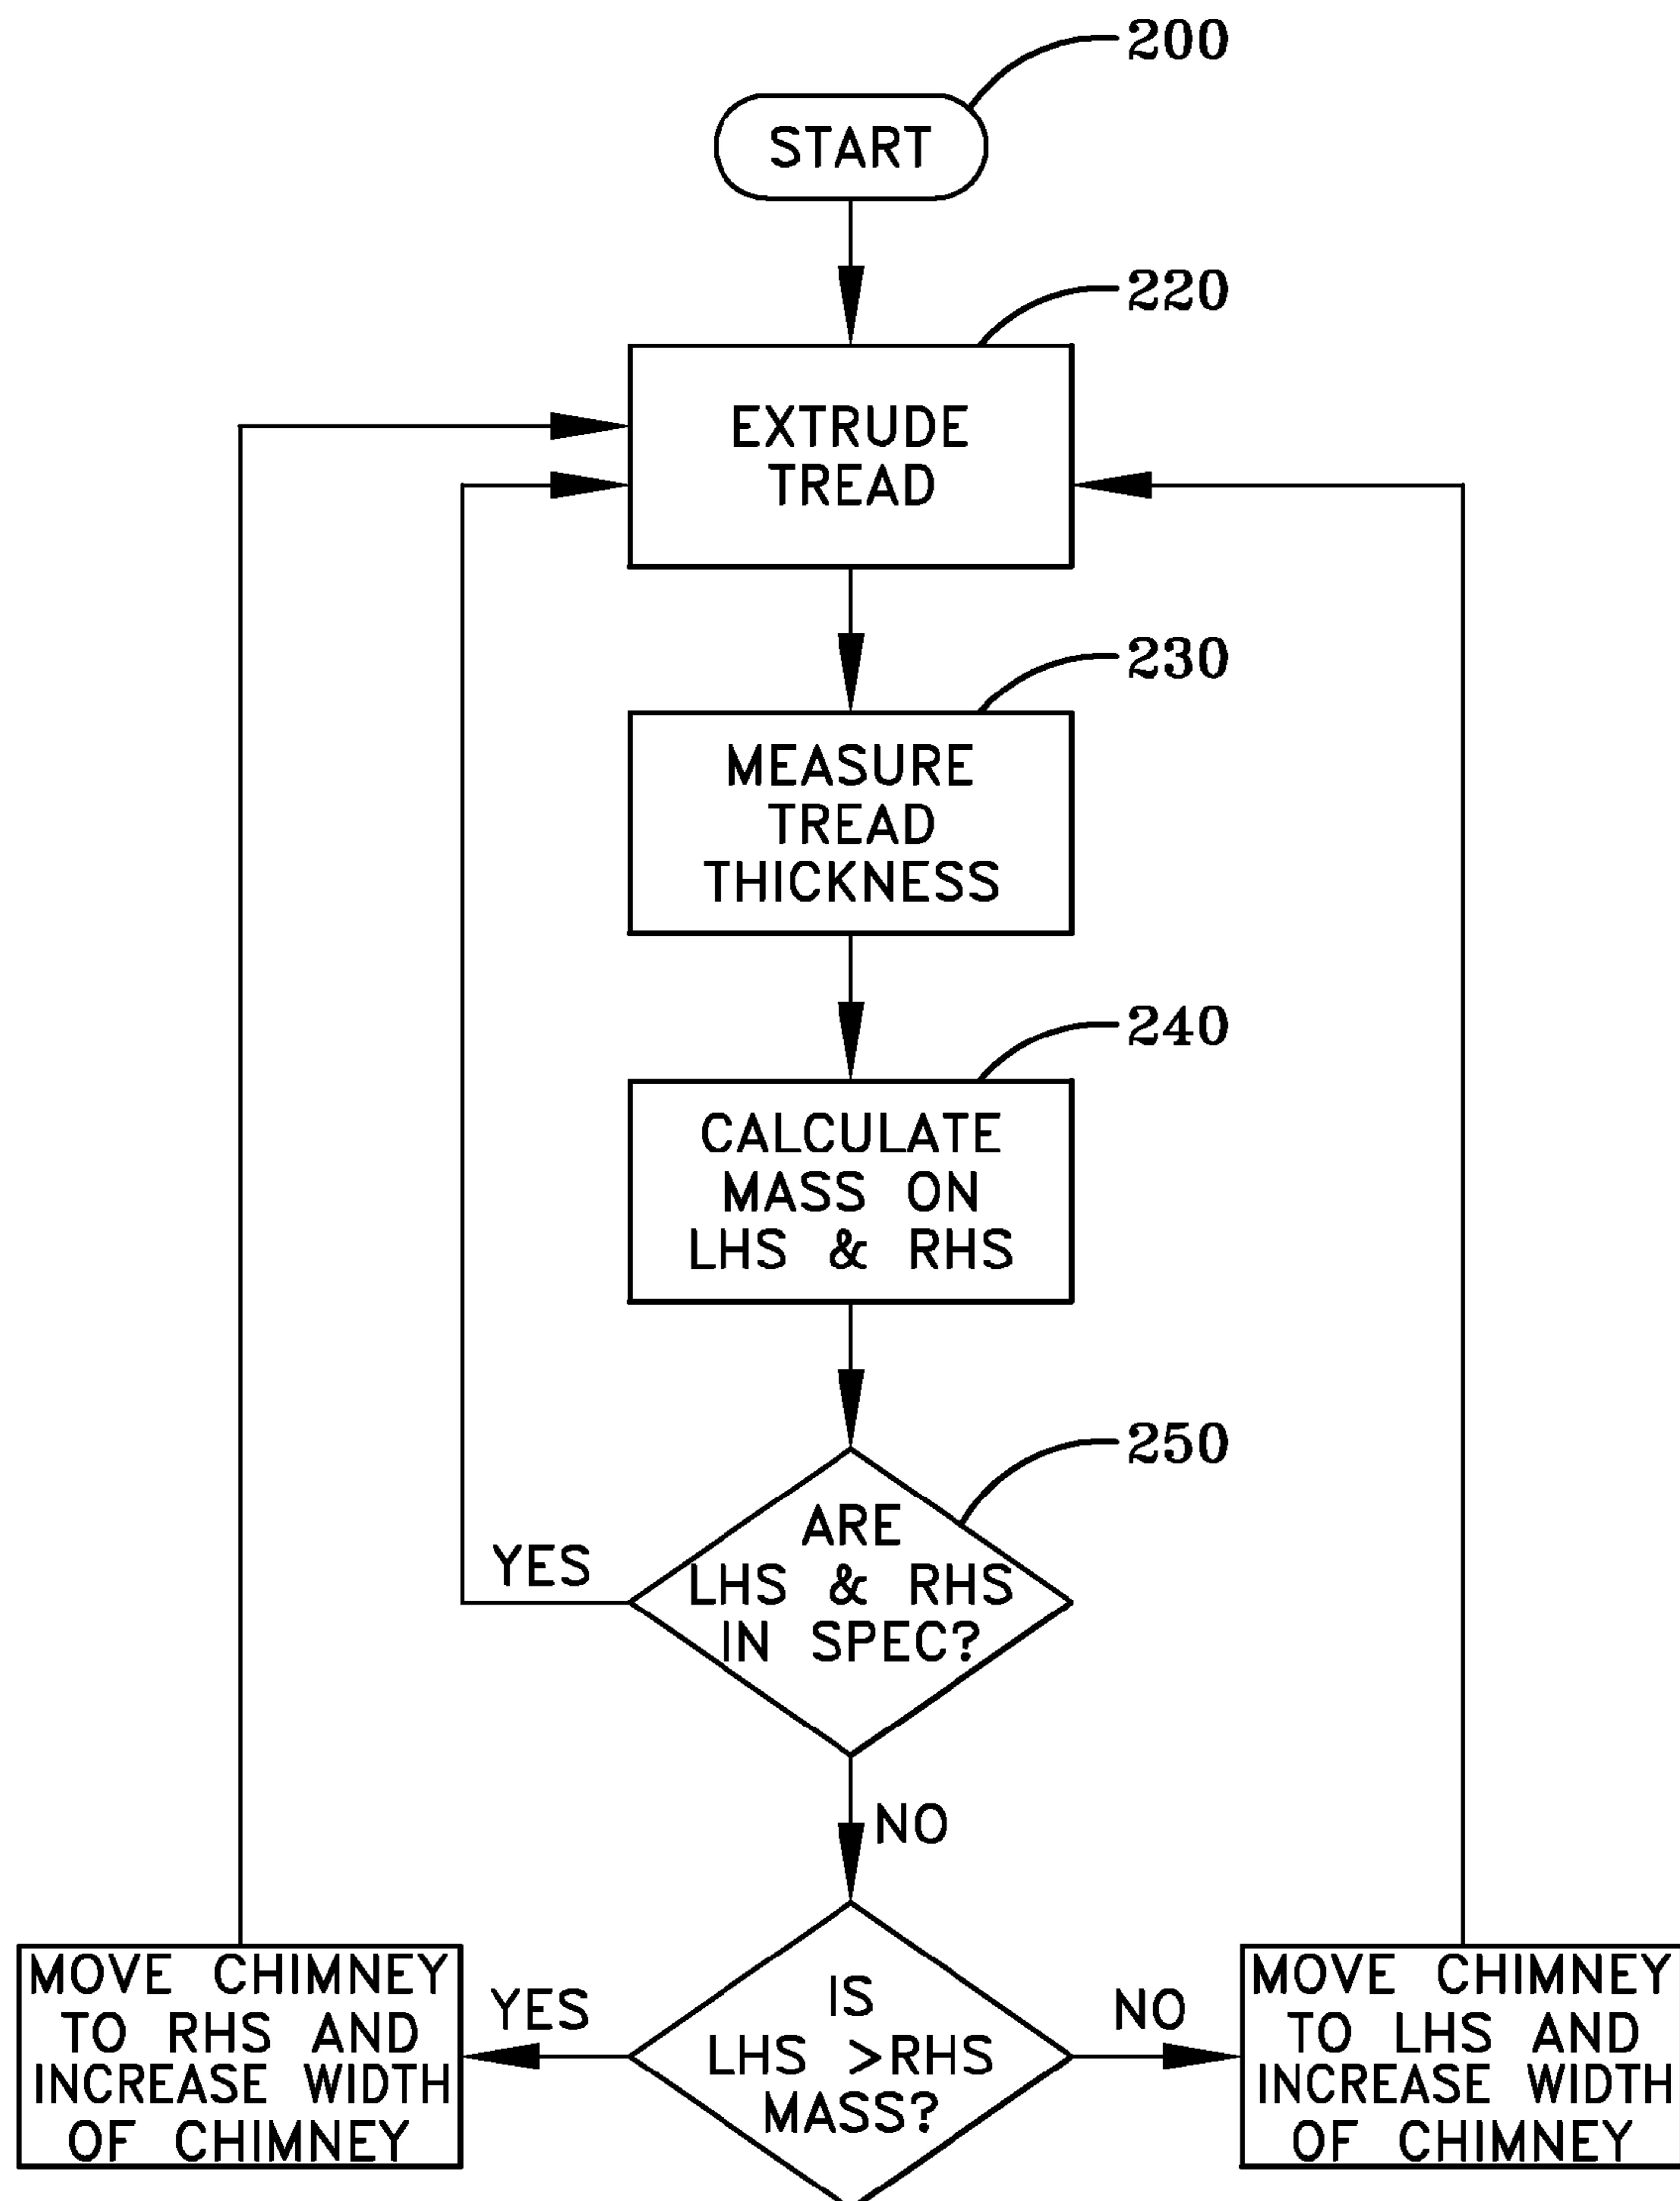 200
START
220
EXTRUDE
TREAD
230
MEASURE
TREAD
THICKNESS
240
CALCULATE
MASS ON
LHS & RHS
250
ARE
LHS & RHS
IN SPEC?
YES
NO
MOVE CHIMNEY
TO RHS AND
INCREASE WIDTH
OF CHIMNEY
YES
IS
LHS >RHS
MASS?
NO
MOVE CHIMNEY
TO LHS AND
INCREASE WIDTH
OF CHIMNEY